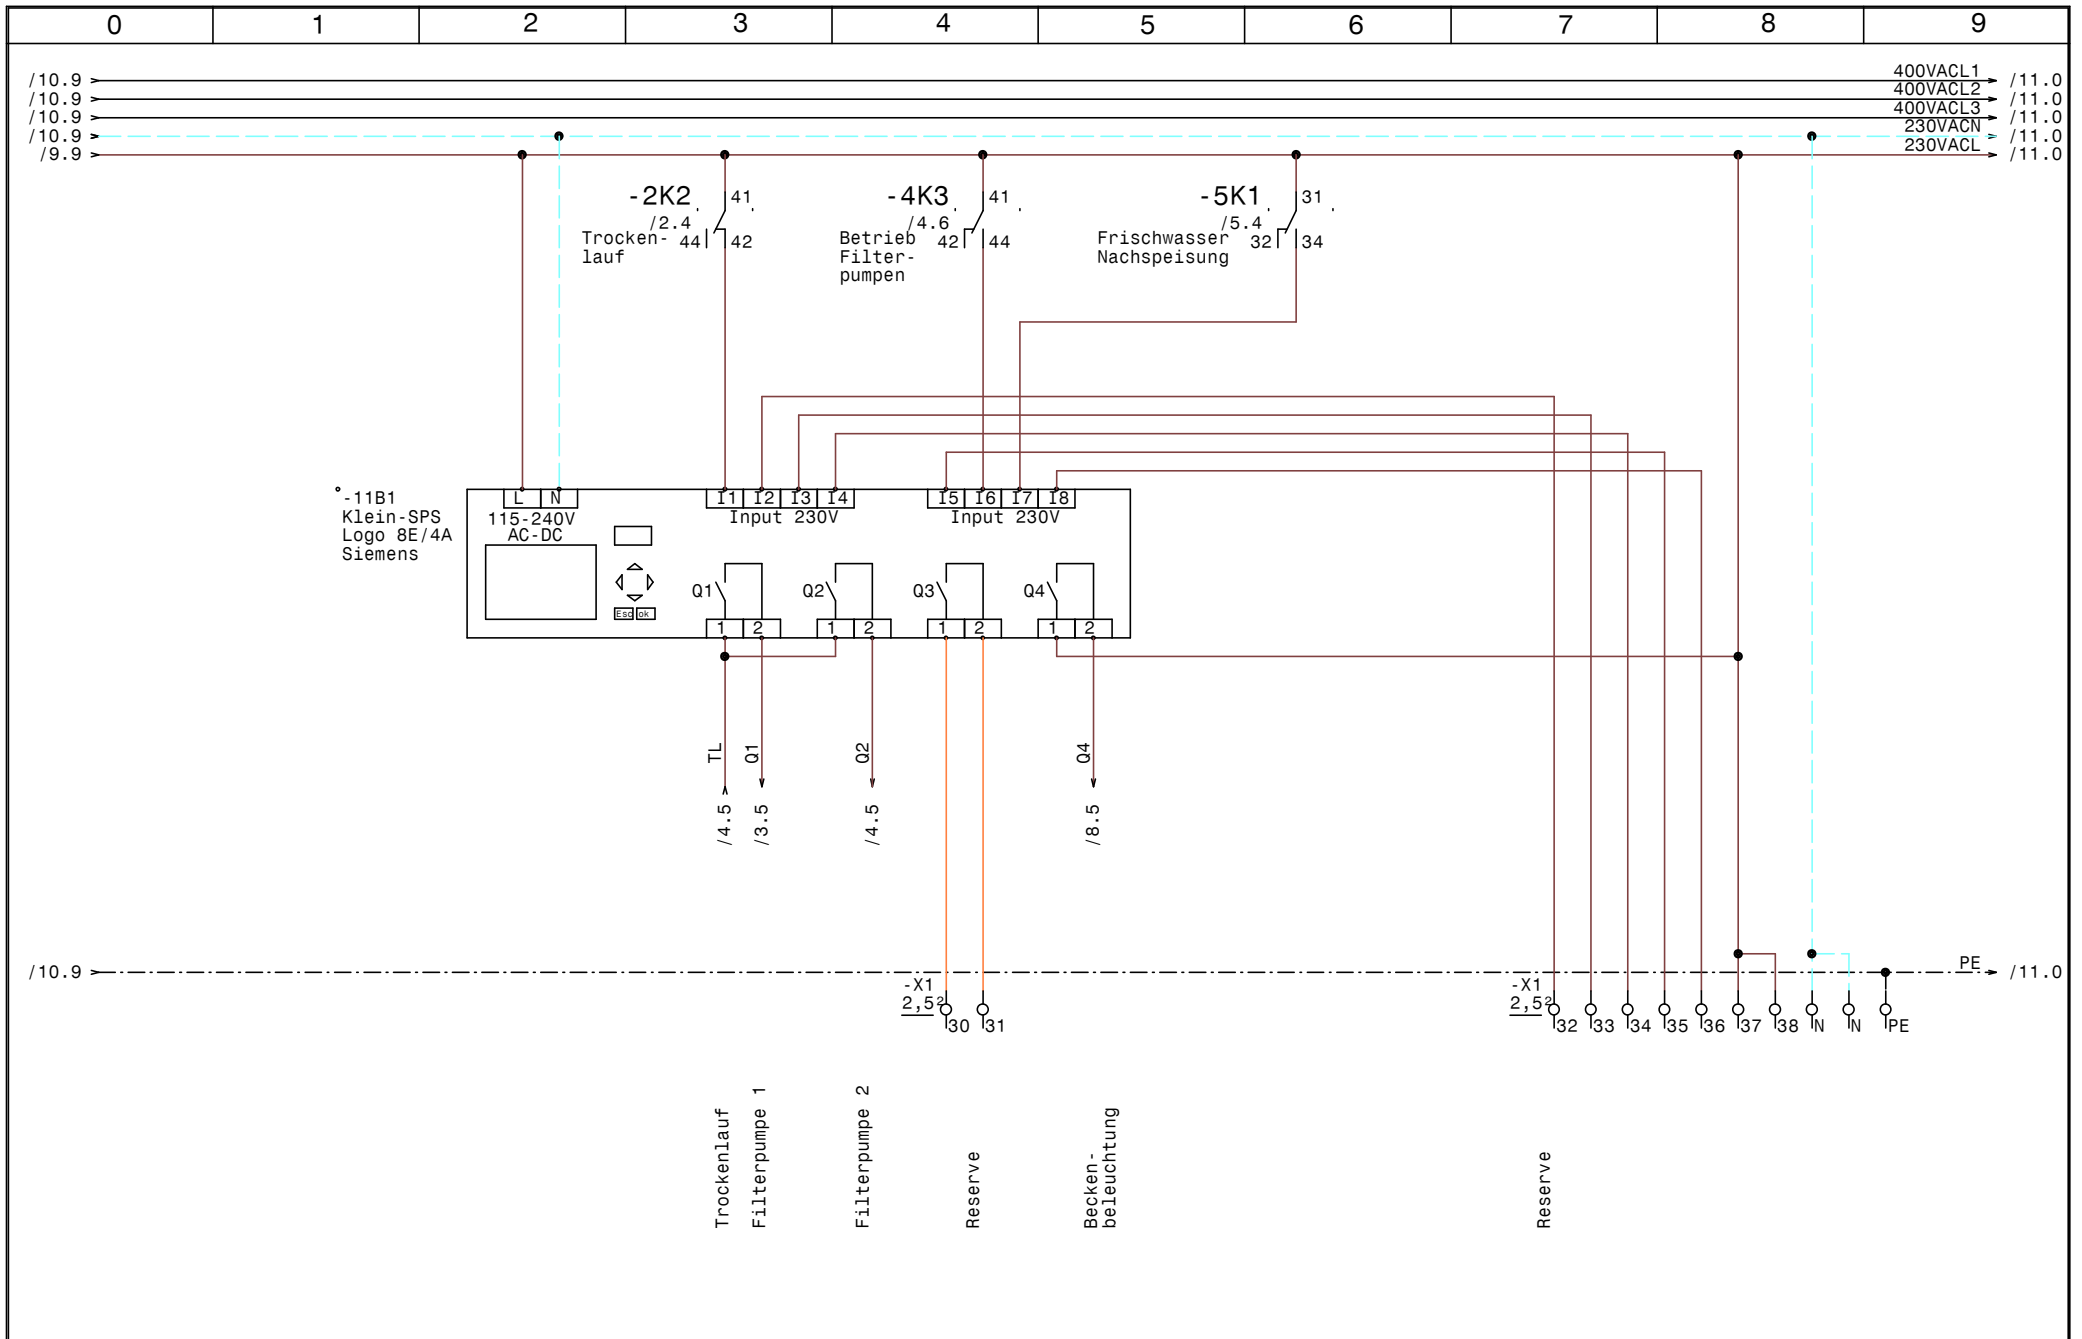 0 1 2 3 4 5 6 7 8 9
/10.9 400VACL1 /11.0
/10.9 400VACL2 /11.0
/10.9 400VACL3 /11.0
/10.9 230VACN /11.0
/9.9 230VACL /11.0
-2K2 41
/2.4
Trocken- 44 42
lauf
-4K3 41
/4.6
Betrieb 42 44
Filter-
pumpen
-5K1 31
/5.4
Frischwasser 32 34
Nachspeisung
-11B1
Klein-SPS
Logo 8E/4A
Siemens
L N I1 I2 I3 I4 I5 I6 I7 I8
115-240V
AC-DC
Input 230V Input 230V
Q1 Q2 Q3 Q4
Esc ok
1 2 1 2 1 2 1 2
TL Q1 Q2 Q4
/4.5 /3.5 /4.5 /8.5
/10.9 PE /11.0
-X1
2,5²
30 31
-X1
2,5²
32 33 34 35 36 37 38 N N PE
Trockenlauf
Filterpumpe 1
Filterpumpe 2
Reserve
Becken-
beleuchtung
Reserve